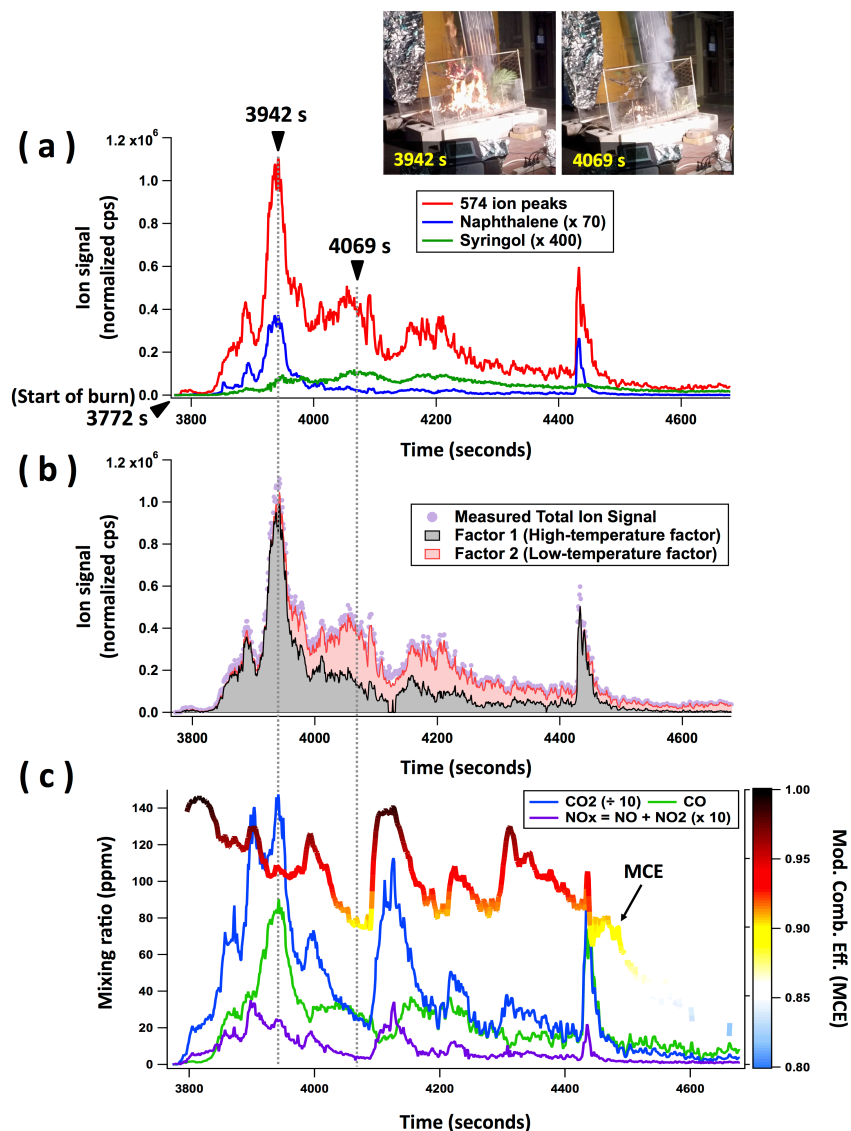 3942 s
4069 s
( a )
3942 s
1.2 x10⁶
1.0
0.8
0.6
0.4
0.2
0.0
Ion signal
(normalized cps)
574 ion peaks
Naphthalene (x 70)
Syringol (x 400)
4069 s
(Start of burn)
3772 s
3800
4000
4200
4400
4600
Time (seconds)
( b )
1.2 x10⁶
1.0
0.8
0.6
0.4
0.2
0.0
Ion signal
(normalized cps)
Measured Total Ion Signal
Factor 1 (High-temperature factor)
Factor 2 (Low-temperature factor)
3800
4000
4200
4400
4600
Time (seconds)
( c )
140
120
100
80
60
40
20
0
Mixing ratio (ppmv)
CO2 (÷ 10) CO
NOx = NO + NO2 (x 10)
MCE
1.00
0.95
0.90
0.85
0.80
Mod. Comb. Eff. (MCE)
3800
4000
4200
4400
4600
Time (seconds)